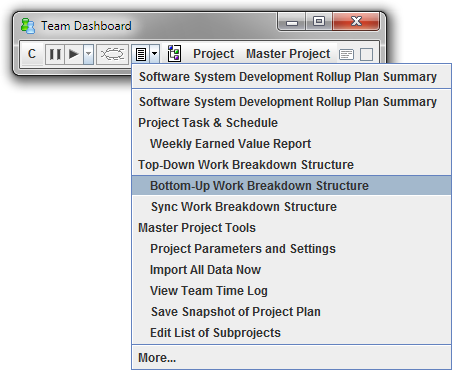 Team Dashboard
C Project Master Project
Software System Development Rollup Plan Summary
Software System Development Rollup Plan Summary
Project Task & Schedule
Weekly Earned Value Report
Top-Down Work Breakdown Structure
Bottom-Up Work Breakdown Structure
Sync Work Breakdown Structure
Master Project Tools
Project Parameters and Settings
Import All Data Now
View Team Time Log
Save Snapshot of Project Plan
Edit List of Subprojects
More...